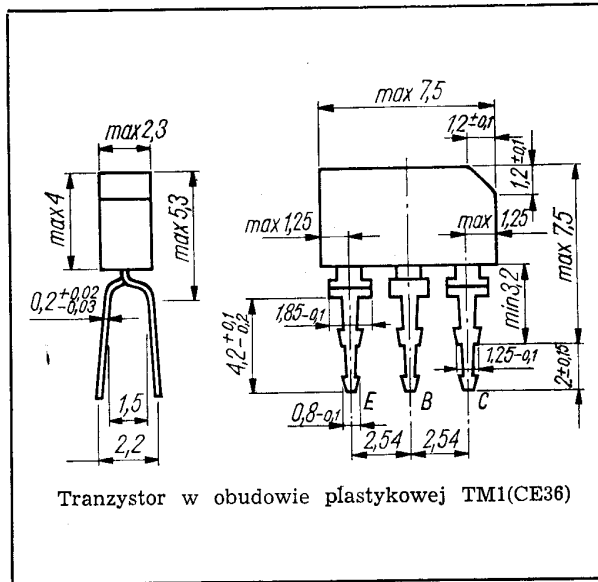 max 7,5
1,2±0,1
max 2,3
1,2±0,1
max 4
max 5,3
max 1,25
max 1,25
max 7,5
0,2+0,02 -0,03
1,85-0,1
min 3,2
4,2+0,1 -0,2
1,25-0,1
2±0,15
1,5
0,8-0,1
E
B
C
2,2
2,54
2,54
Tranzystor w obudowie plastykowej TM1(CE36)